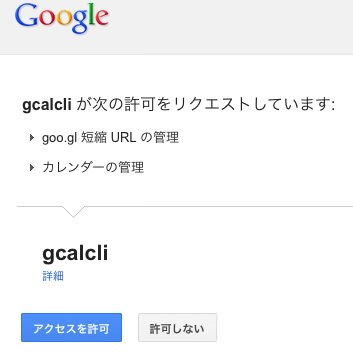 Google
gcalcli が次の許可をリクエストしています:
goo.gl 短縮 URL の管理
カレンダーの管理
gcalcli
詳細
アクセスを許可
許可しない